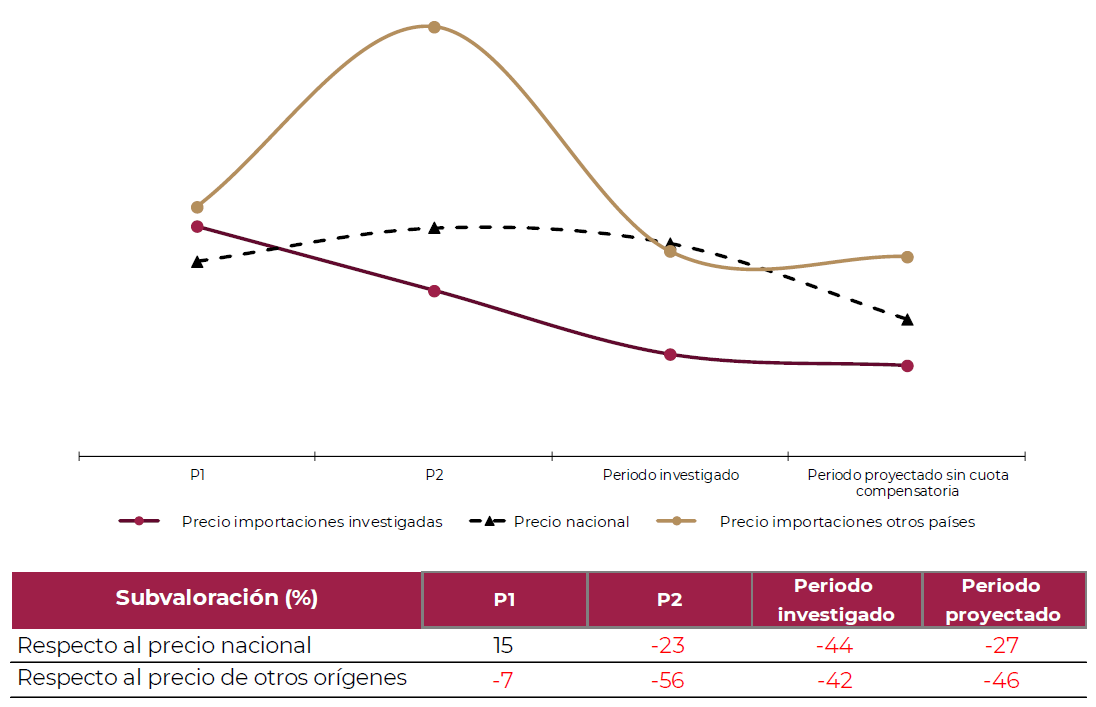 P1
P2
Periodo investigado
Periodo proyectado sin cuota
compensatoria
Precio importaciones investigadas
Precio nacional
Precio importaciones otros países
Subvaloración (%) P1 P2 Periodo investigado Periodo proyectado
Respecto al precio nacional 15 -23 -44 -27
Respecto al precio de otros orígenes -7 -56 -42 -46